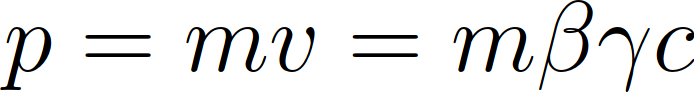 p = mv = mβγc